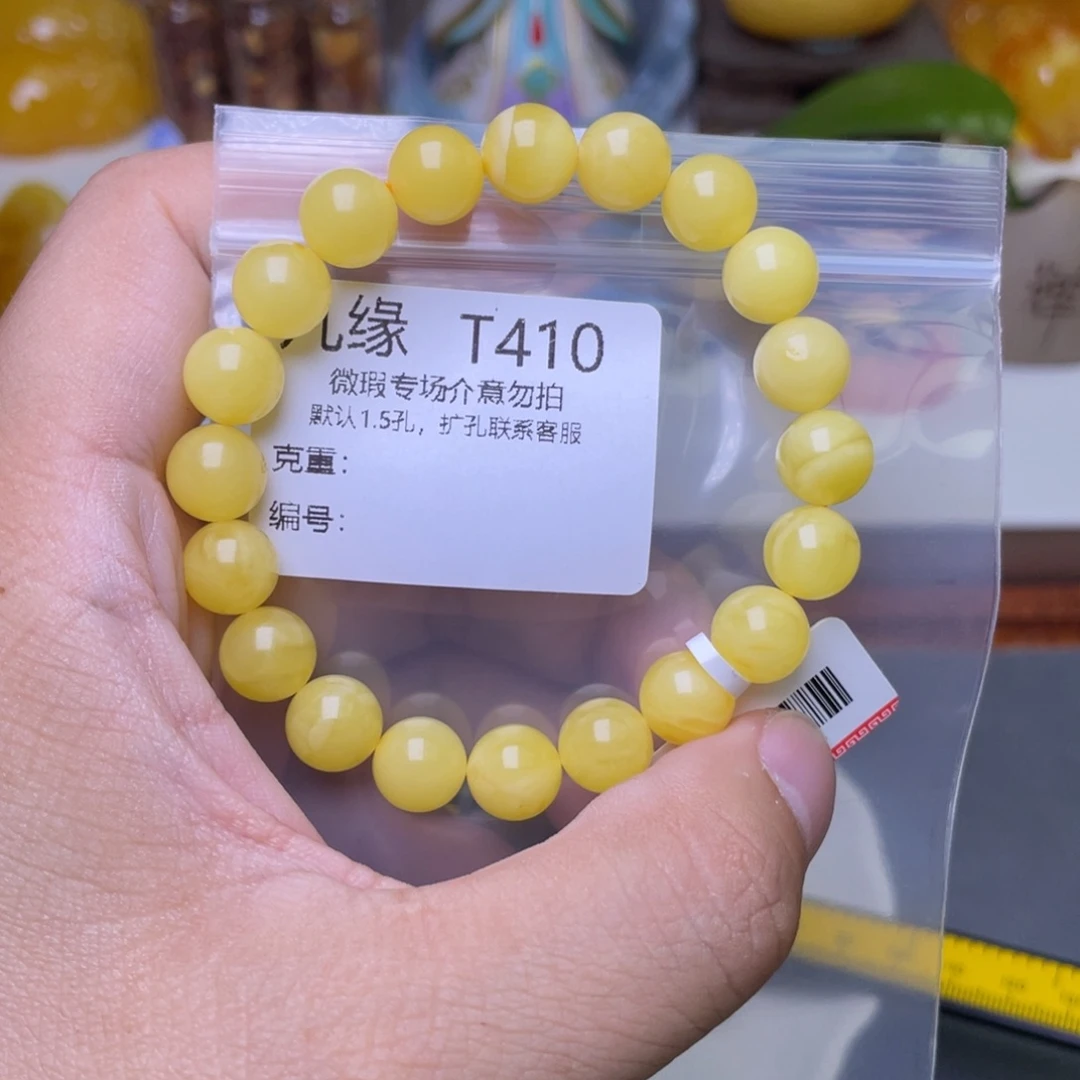 缘 T410
微瑕专场介意勿拍
默认1.5孔，扩孔联系客服
克重：
编号：